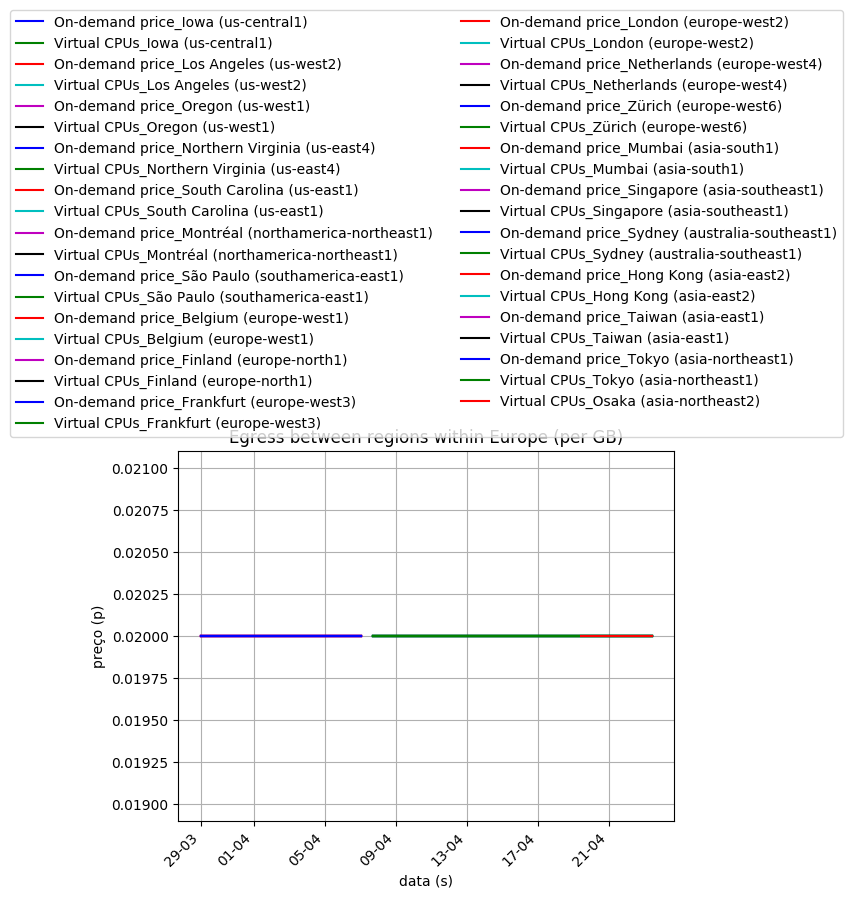 On-demand price_Iowa (us-central1)
Virtual CPUs_Iowa (us-central1)
On-demand price_Los Angeles (us-west2)
Virtual CPUs_Los Angeles (us-west2)
On-demand price_Oregon (us-west1)
Virtual CPUs_Oregon (us-west1)
On-demand price_Northern Virginia (us-east4)
Virtual CPUs_Northern Virginia (us-east4)
On-demand price_South Carolina (us-east1)
Virtual CPUs_South Carolina (us-east1)
On-demand price_Montréal (northamerica-northeast1)
Virtual CPUs_Montréal (northamerica-northeast1)
On-demand price_São Paulo (southamerica-east1)
Virtual CPUs_São Paulo (southamerica-east1)
On-demand price_Belgium (europe-west1)
Virtual CPUs_Belgium (europe-west1)
On-demand price_Finland (europe-north1)
Virtual CPUs_Finland (europe-north1)
On-demand price_Frankfurt (europe-west3)
Virtual CPUs_Frankfurt (europe-west3)
On-demand price_London (europe-west2)
Virtual CPUs_London (europe-west2)
On-demand price_Netherlands (europe-west4)
Virtual CPUs_Netherlands (europe-west4)
On-demand price_Zürich (europe-west6)
Virtual CPUs_Zürich (europe-west6)
On-demand price_Mumbai (asia-south1)
Virtual CPUs_Mumbai (asia-south1)
On-demand price_Singapore (asia-southeast1)
Virtual CPUs_Singapore (asia-southeast1)
On-demand price_Sydney (australia-southeast1)
Virtual CPUs_Sydney (australia-southeast1)
On-demand price_Hong Kong (asia-east2)
Virtual CPUs_Hong Kong (asia-east2)
On-demand price_Taiwan (asia-east1)
Virtual CPUs_Taiwan (asia-east1)
On-demand price_Tokyo (asia-northeast1)
Virtual CPUs_Tokyo (asia-northeast1)
Virtual CPUs_Osaka (asia-northeast2)
Egress between regions within Europe (per GB)
0.02100
0.02075
0.02050
0.02025
0.02000
0.01975
0.01950
0.01925
0.01900
preço (p)
29-03
01-04
05-04
09-04
13-04
17-04
21-04
data (s)